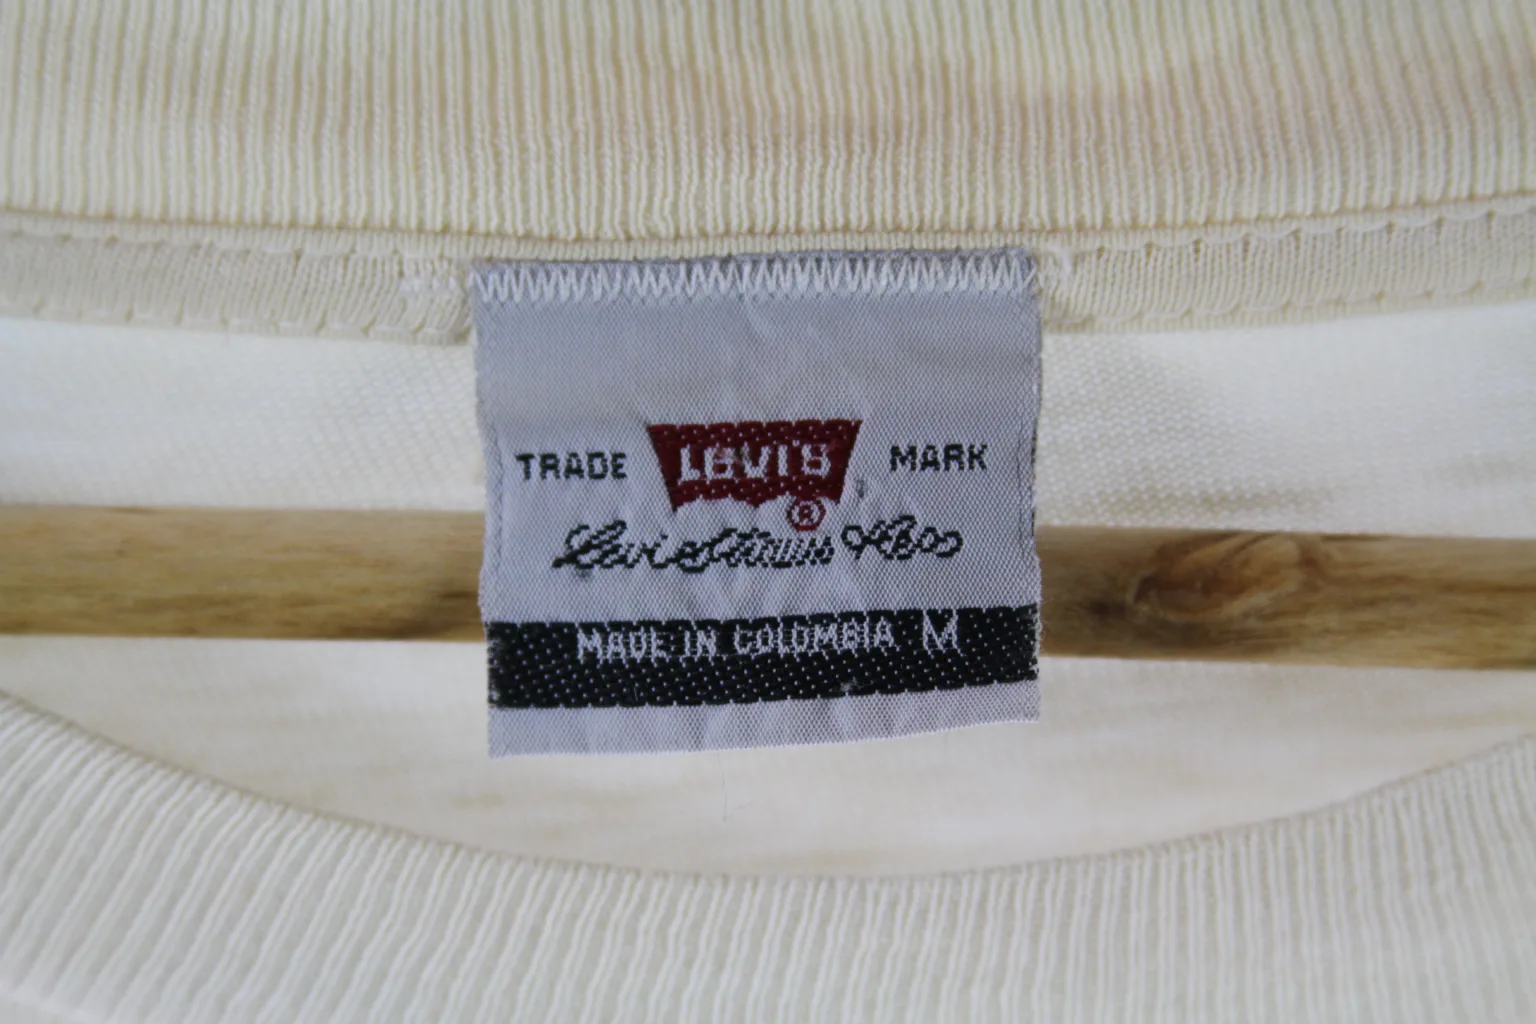 TRADE LEVI'S ® MARK
Levi Strauss & Co
MADE IN COLOMBIA M